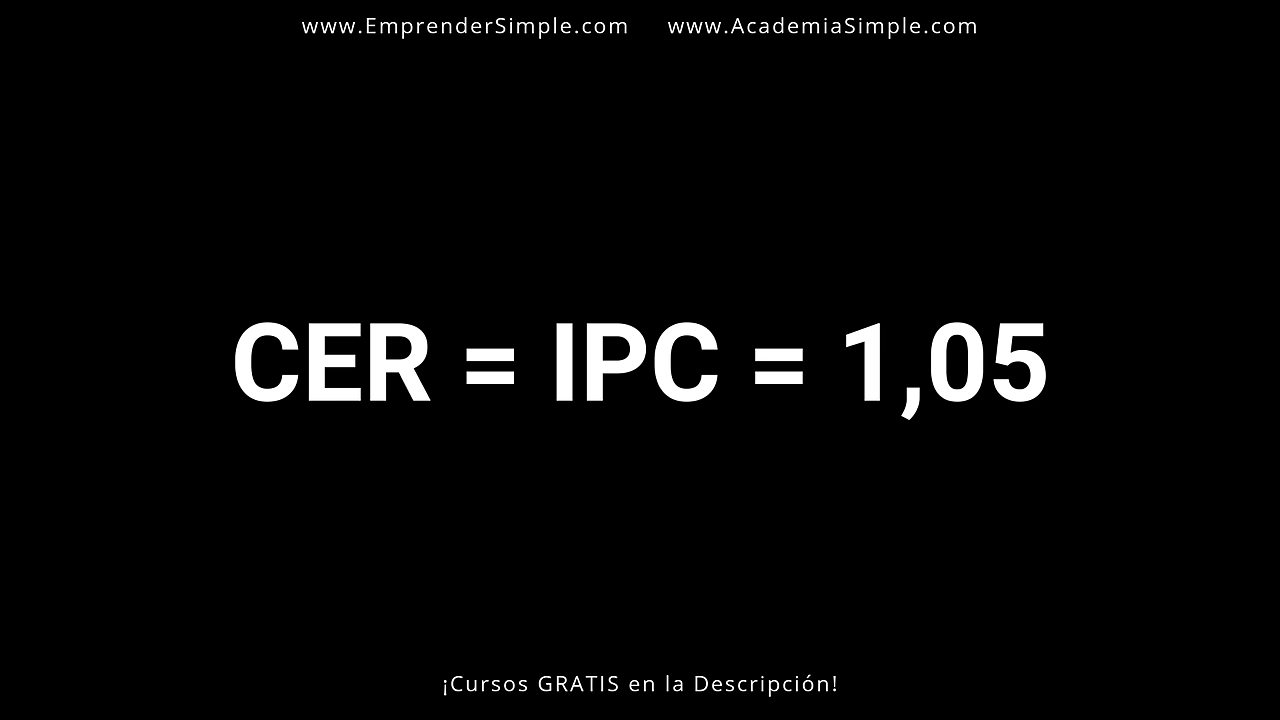 www.EmprenderSimple.com www.AcademiaSimple.com
CER = IPC = 1,05
¡Cursos GRATIS en la Descripción!